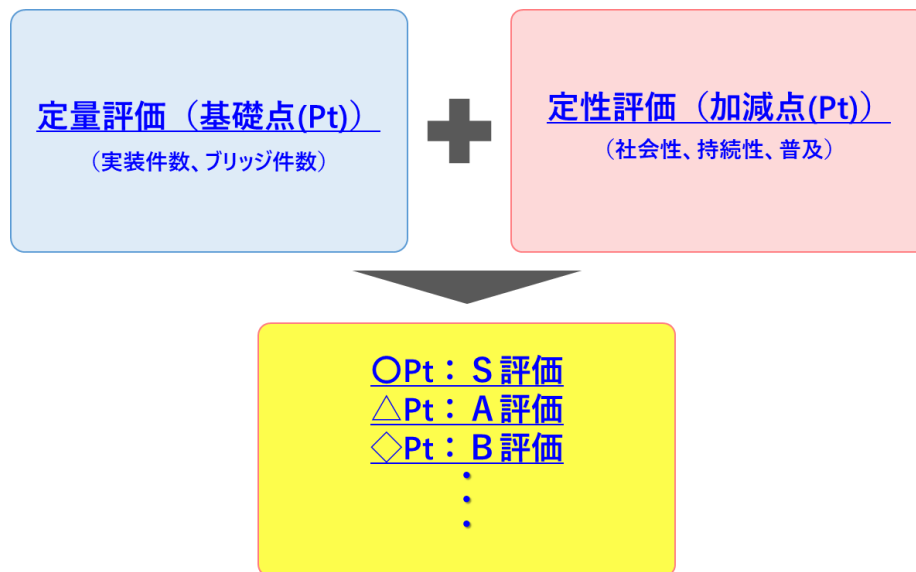 定量評価（基礎点(Pt)）
（実装件数、ブリッジ件数）
定性評価（加減点(Pt)）
（社会性、持続性、普及）
〇Pt：Ｓ評価
△Pt：Ａ評価
◇Pt：Ｂ評価
・
・
・